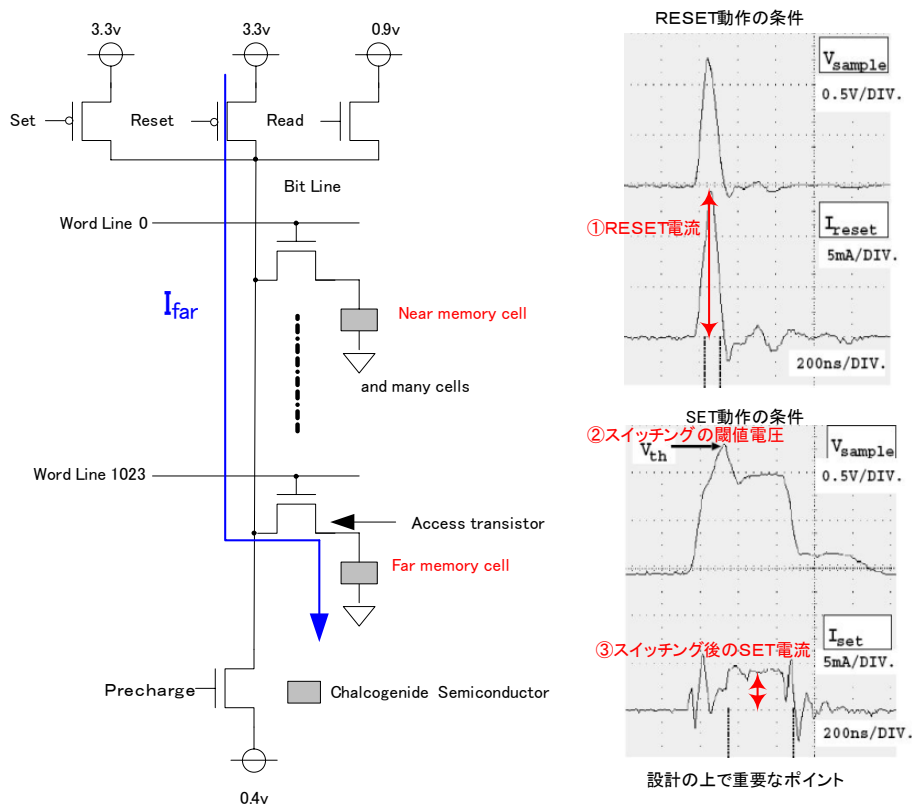 3.3v
3.3v
0.9v
Set
Reset
Read
Bit Line
Word Line 0
Ifar
Near memory cell
and many cells
Word Line 1023
Access transistor
Far memory cell
Precharge
Chalcogenide Semiconductor
0.4v
RESET動作の条件
Vsample
0.5V/DIV.
①RESET電流
Ireset
5mA/DIV.
200ns/DIV.
SET動作の条件
②スイッチングの閾値電圧
Vth
Vsample
0.5V/DIV.
③スイッチング後のSET電流
Iset
5mA/DIV.
200ns/DIV.
設計の上で重要なポイント